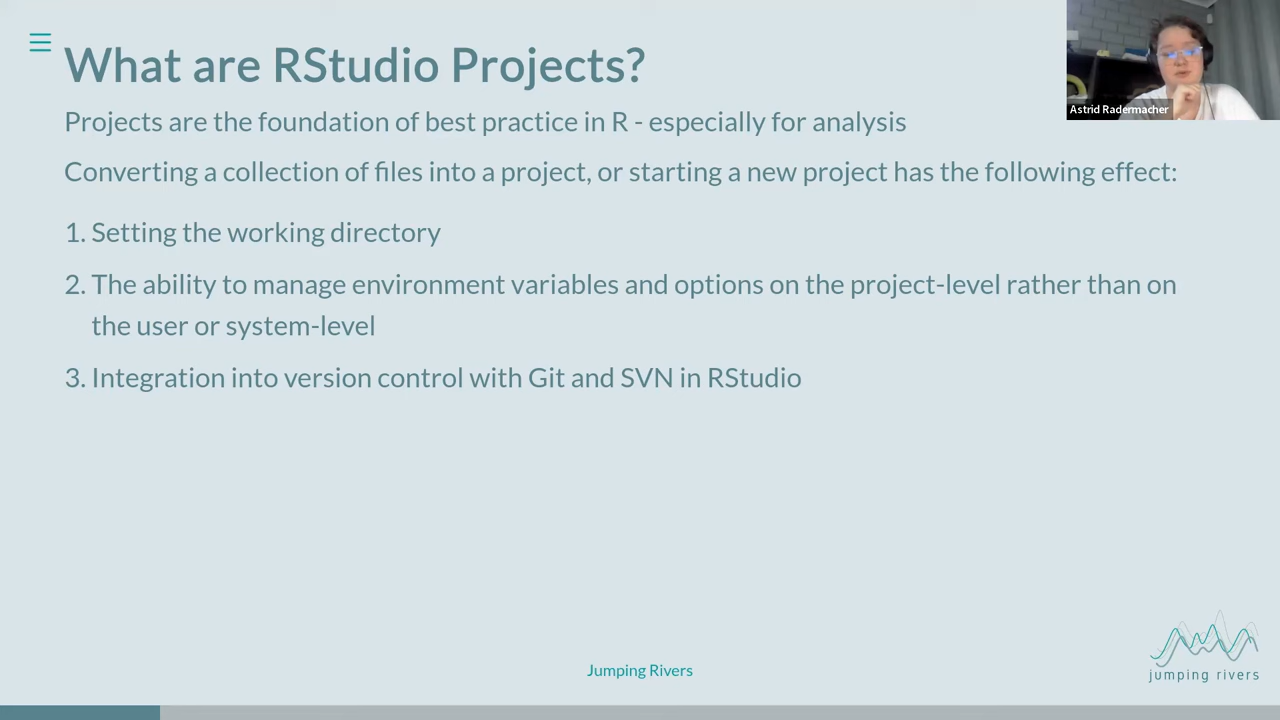 What are RStudio Projects?
Astrid Radermacher
Projects are the foundation of best practice in R - especially for analysis
Converting a collection of files into a project, or starting a new project has the following effect:
1. Setting the working directory
2. The ability to manage environment variables and options on the project-level rather than on
the user or system-level
3. Integration into version control with Git and SVN in RStudio
Jumping Rivers
jumping rivers